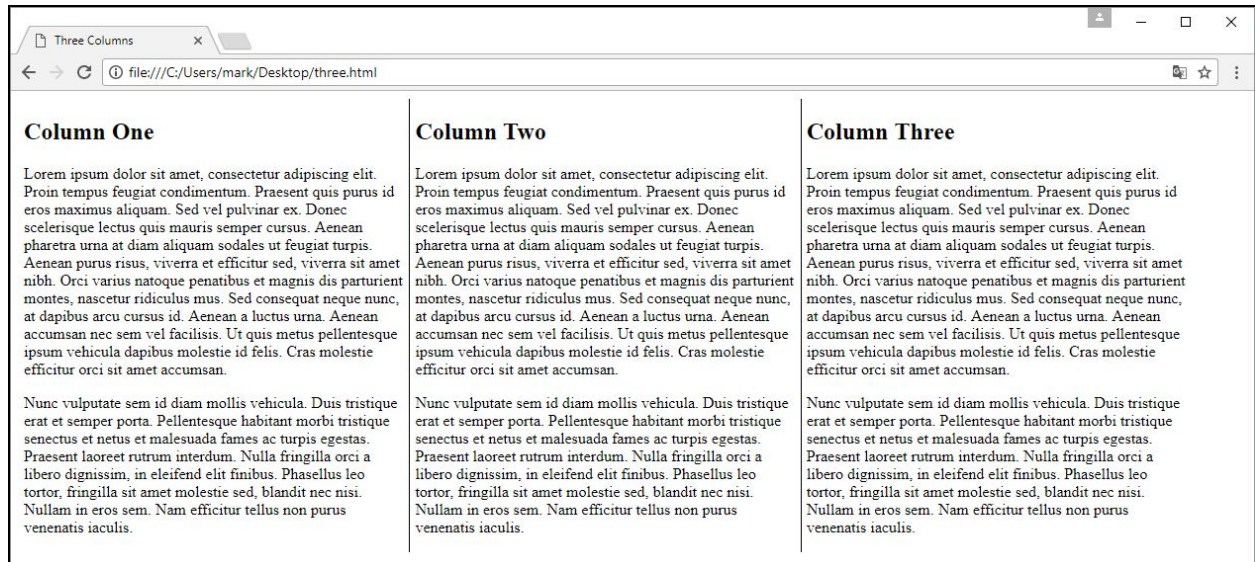 Three Columns
file:///C:/Users/mark/Desktop/three.html
Column One
Lorem ipsum dolor sit amet, consectetur adipiscing elit.
Proin tempus feugiat condimentum. Praesent quis purus id
eros maximus aliquam. Sed vel pulvinar ex. Donec
scelerisque lectus quis mauris semper cursus. Aenean
pharetra urna at diam aliquam sodales ut feugiat turpis.
Aenean purus risus, viverra et efficitur sed, viverra sit amet
nibh. Orci varius natoque penatibus et magnis dis parturient
montes, nascetur ridiculus mus. Sed consequat neque nunc,
at dapibus arcu cursus id. Aenean a luctus urna. Aenean
accumsan nec sem vel facilisis. Ut quis metus pellentesque
ipsum vehicula dapibus molestie id felis. Cras molestie
efficitur orci sit amet accumsan.
Nunc vulputate sem id diam mollis vehicula. Duis tristique
erat et semper porta. Pellentesque habitant morbi tristique
senectus et netus et malesuada fames ac turpis egestas.
Praesent laoreet rutrum interdum. Nulla fringilla orci a
libero dignissim, in eleifend elit finibus. Phasellus leo
tortor, fringilla sit amet molestie sed, blandit nec nisi.
Nullam in eros sem. Nam efficitur tellus non purus
venenatis iaculis.
Column Two
Lorem ipsum dolor sit amet, consectetur adipiscing elit.
Proin tempus feugiat condimentum. Praesent quis purus id
eros maximus aliquam. Sed vel pulvinar ex. Donec
scelerisque lectus quis mauris semper cursus. Aenean
pharetra urna at diam aliquam sodales ut feugiat turpis.
Aenean purus risus, viverra et efficitur sed, viverra sit amet
nibh. Orci varius natoque penatibus et magnis dis parturient
montes, nascetur ridiculus mus. Sed consequat neque nunc,
at dapibus arcu cursus id. Aenean a luctus urna. Aenean
accumsan nec sem vel facilisis. Ut quis metus pellentesque
ipsum vehicula dapibus molestie id felis. Cras molestie
efficitur orci sit amet accumsan.
Nunc vulputate sem id diam mollis vehicula. Duis tristique
erat et semper porta. Pellentesque habitant morbi tristique
senectus et netus et malesuada fames ac turpis egestas.
Praesent laoreet rutrum interdum. Nulla fringilla orci a
libero dignissim, in eleifend elit finibus. Phasellus leo
tortor, fringilla sit amet molestie sed, blandit nec nisi.
Nullam in eros sem. Nam efficitur tellus non purus
venenatis iaculis.
Column Three
Lorem ipsum dolor sit amet, consectetur adipiscing elit.
Proin tempus feugiat condimentum. Praesent quis purus id
eros maximus aliquam. Sed vel pulvinar ex. Donec
scelerisque lectus quis mauris semper cursus. Aenean
pharetra urna at diam aliquam sodales ut feugiat turpis.
Aenean purus risus, viverra et efficitur sed, viverra sit amet
nibh. Orci varius natoque penatibus et magnis dis parturient
montes, nascetur ridiculus mus. Sed consequat neque nunc,
at dapibus arcu cursus id. Aenean a luctus urna. Aenean
accumsan nec sem vel facilisis. Ut quis metus pellentesque
ipsum vehicula dapibus molestie id felis. Cras molestie
efficitur orci sit amet accumsan.
Nunc vulputate sem id diam mollis vehicula. Duis tristique
erat et semper porta. Pellentesque habitant morbi tristique
senectus et netus et malesuada fames ac turpis egestas.
Praesent laoreet rutrum interdum. Nulla fringilla orci a
libero dignissim, in eleifend elit finibus. Phasellus leo
tortor, fringilla sit amet molestie sed, blandit nec nisi.
Nullam in eros sem. Nam efficitur tellus non purus
venenatis iaculis.